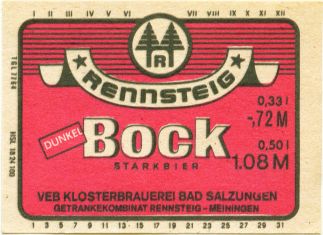 I II III IV V VI VII VIII IX X XI XII
R
RENNSTEIG
0,33 l
-,72 M
DUNKEL
Bock
0,50 l
1.08 M
STARKBIER
VEB KLOSTERBRAUEREI BAD SALZUNGEN
GETRÄNKEKOMBINAT RENNSTEIG - MEININGEN
1 3 5 7 9 11 13 15 17 19 21 23 25 27 29 31
TGL 7764